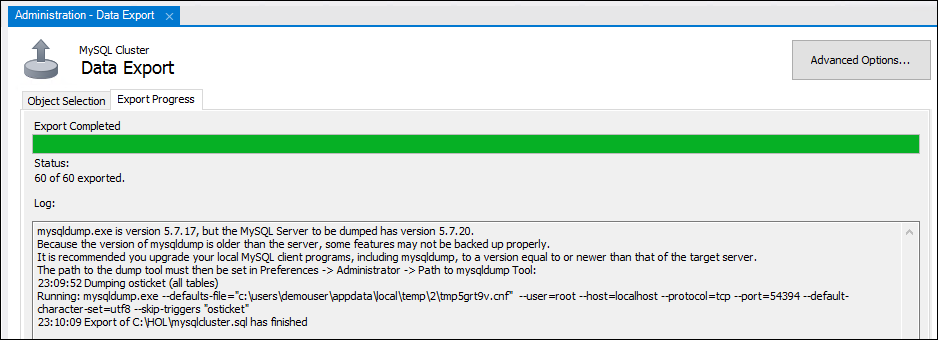 Administration - Data Export
MySQL Cluster
Data Export
Advanced Options...
Object Selection
Export Progress
Export Completed
Status:
60 of 60 exported.
Log:
mysqldump.exe is version 5.7.17, but the MySQL Server to be dumped has version 5.7.20.
Because the version of mysqldump is older than the server, some features may not be backed up properly.
It is recommended you upgrade your local MySQL client programs, including mysqldump, to a version equal to or newer than that of the target server.
The path to the dump tool must then be set in Preferences -> Administrator -> Path to mysqldump Tool:
23:09:52 Dumping osticket (all tables)
Running: mysqldump.exe --defaults-file="c:\users\demouser\appdata\local\temp\2\tmp5grt9v.cnf" --user=root --host=localhost --protocol=tcp --port=54394 --default-
character-set=utf8 --skip-triggers "osticket"
23:10:09 Export of C:\HOL\mysqlcluster.sql has finished